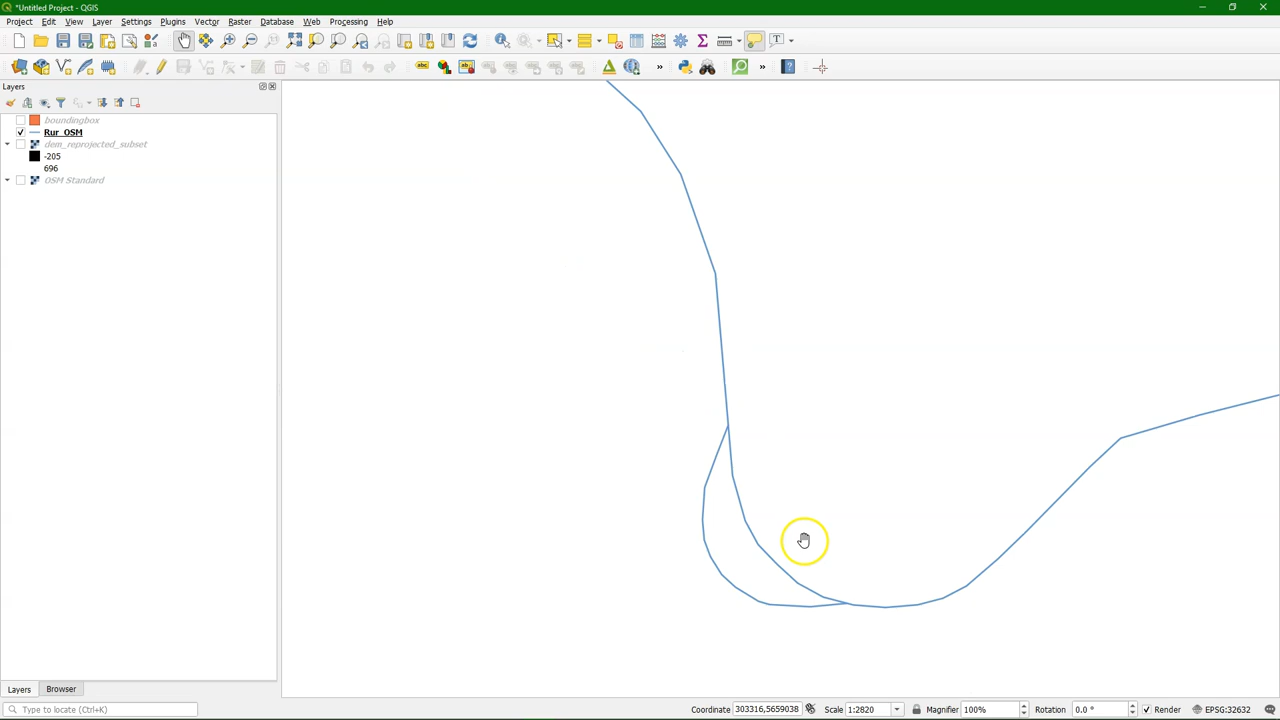 *Untitled Project - QGIS
Project Edit View Layer Settings Plugins Vector Raster Database Web Processing Help
Layers
boundingbox
Rur_OSM
dem_reprojected_subset
-205
696
OSM Standard
Layers Browser
Type to locate (Ctrl+K) Coordinate 303316,5659038 Scale 1:2820 Magnifier 100% Rotation 0.0 ° Render EPSG:32632